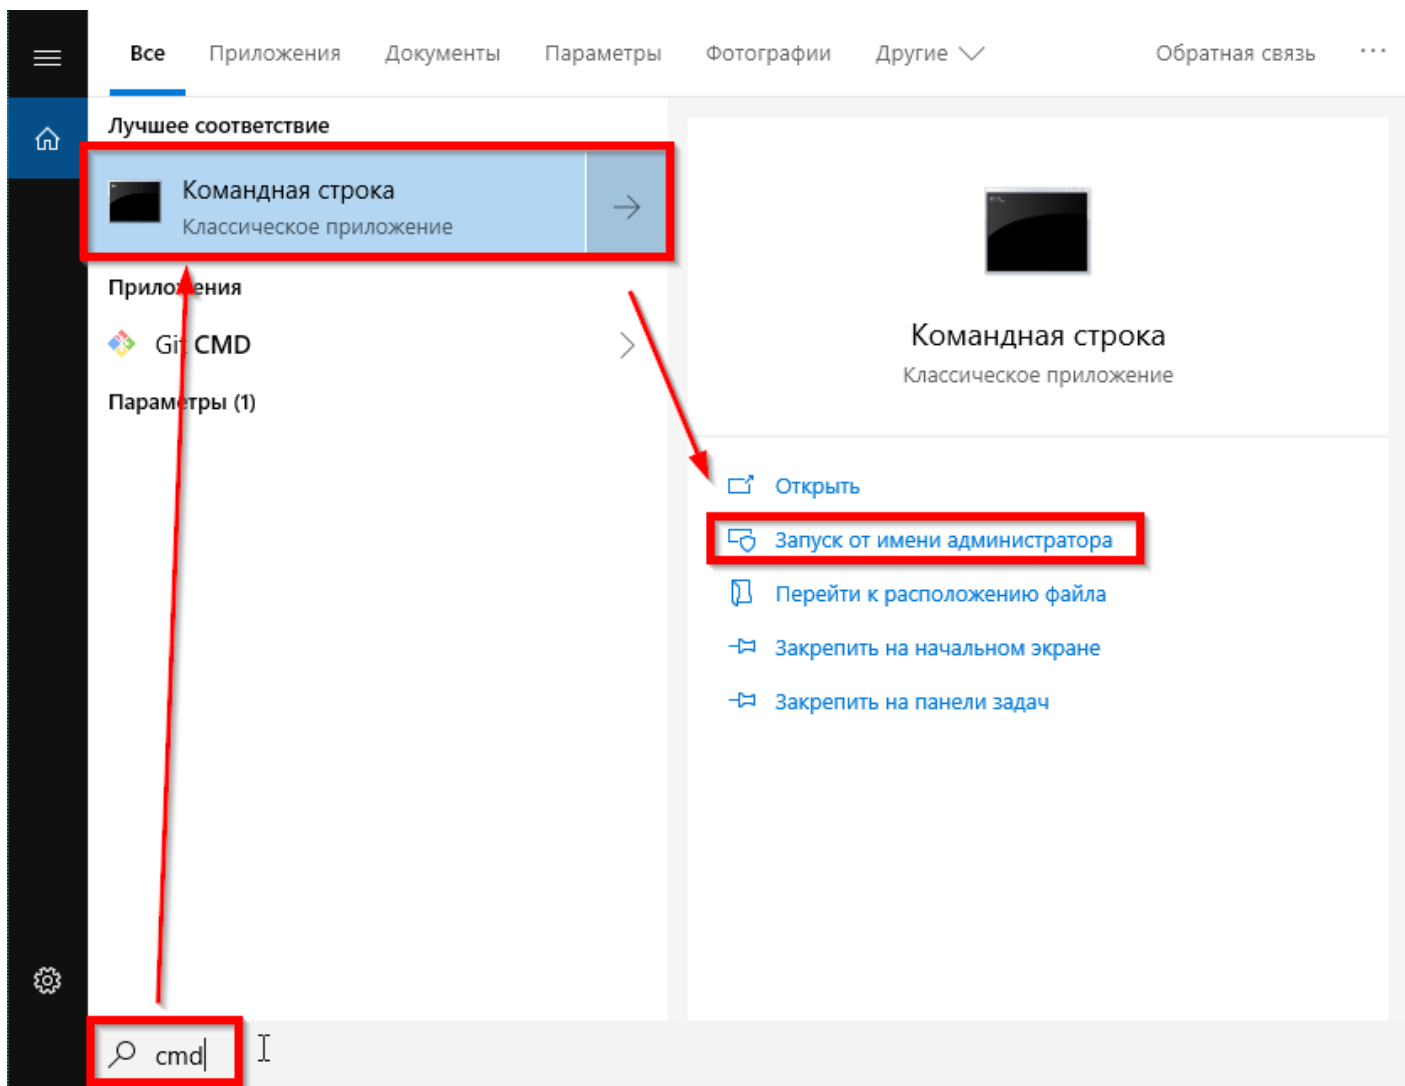 Все Приложения Документы Параметры Фотографии Другие Обратная связь ...
Лучшее соответствие
Командная строка
Классическое приложение
Приложения
Git CMD
Параметры (1)
Командная строка
Классическое приложение
Открыть
Запуск от имени администратора
Перейти к расположению файла
Закрепить на начальном экране
Закрепить на панели задач
cmd